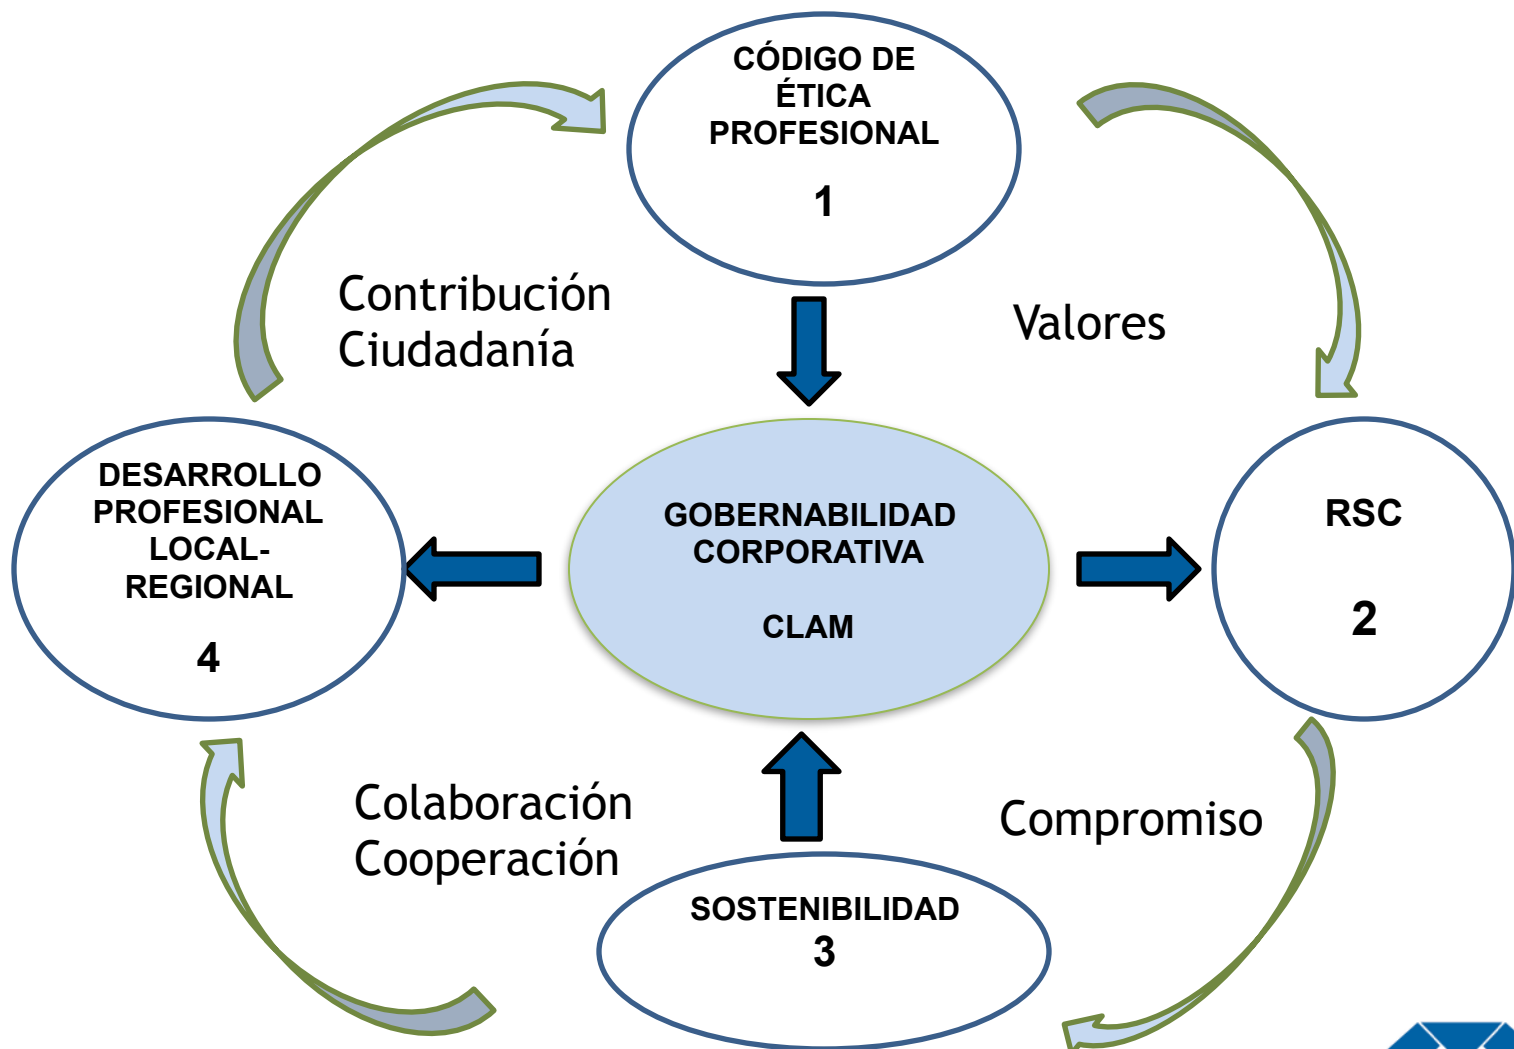 CÓDIGO DE
ÉTICA
PROFESIONAL
1
Contribución
Ciudadanía
Valores
DESARROLLO
PROFESIONAL
LOCAL-
REGIONAL
4
GOBERNABILIDAD
CORPORATIVA
CLAM
RSC
2
Colaboración
Cooperación
Compromiso
SOSTENIBILIDAD
3